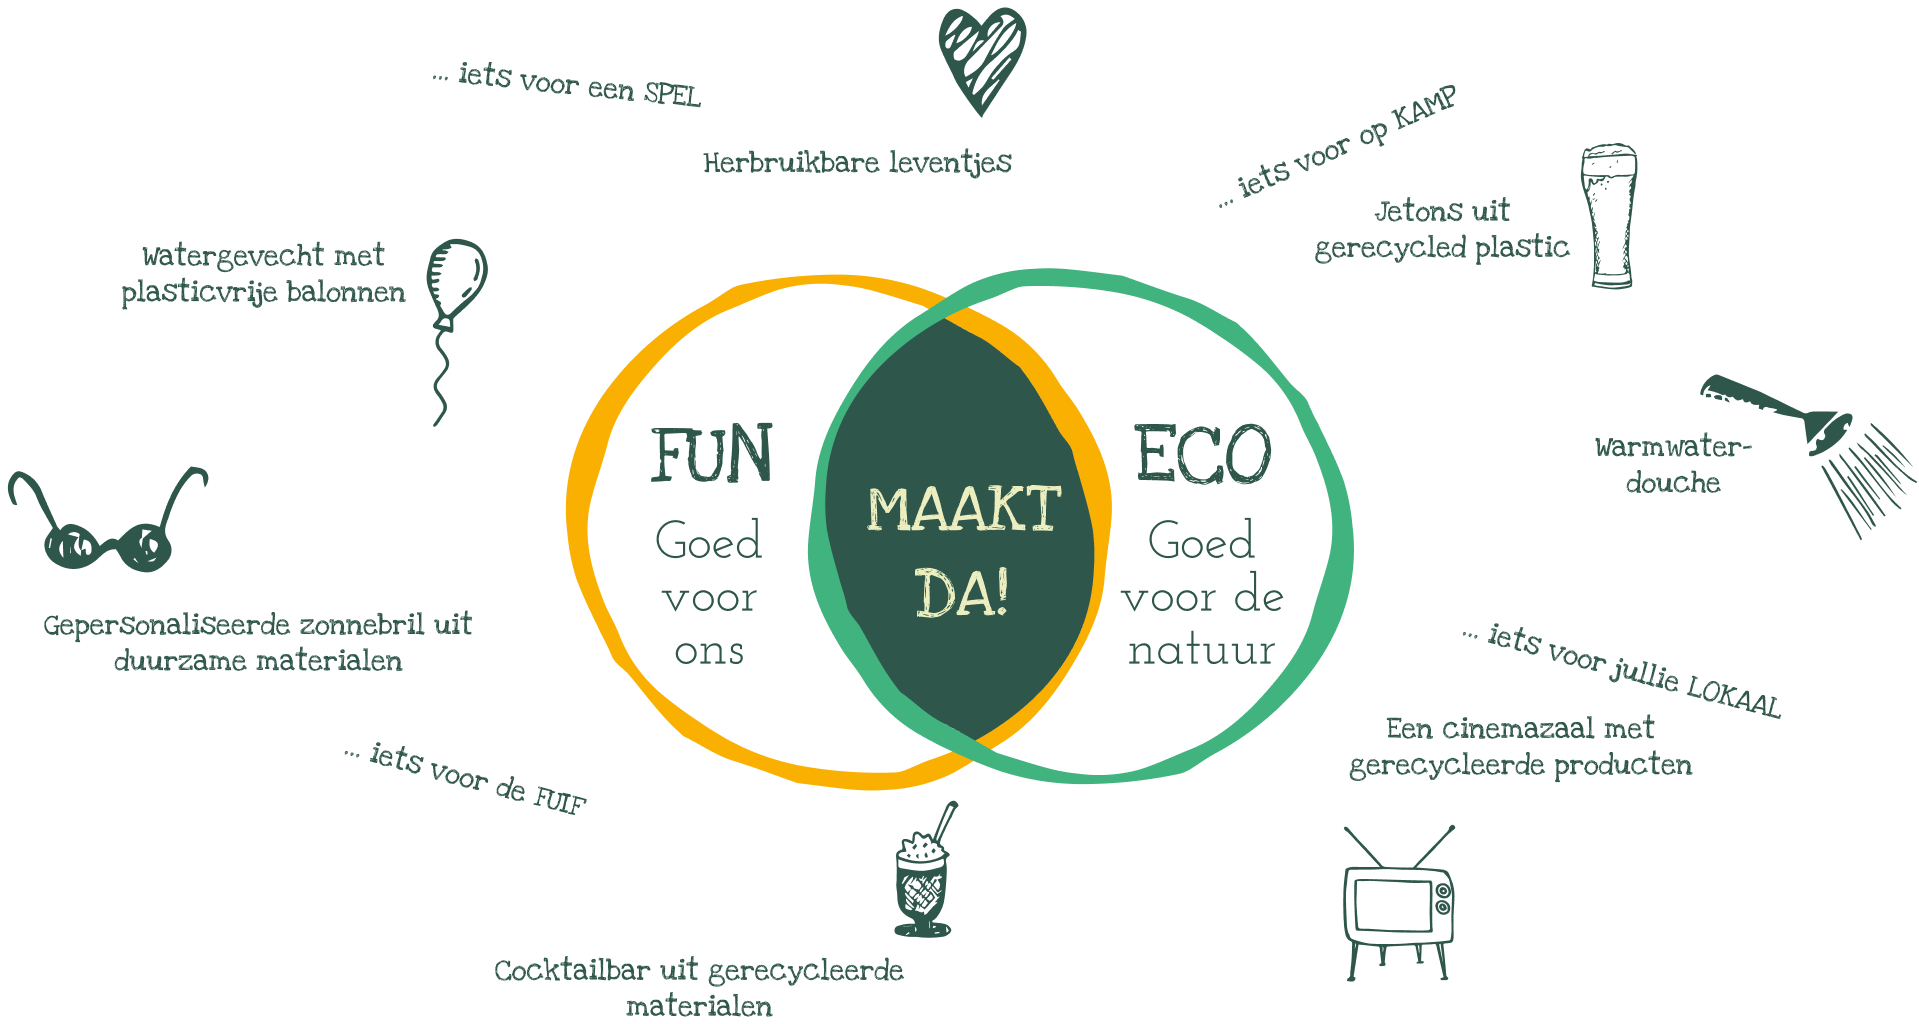 ... iets voor een SPEL
Herbruikbare leventjes
... iets voor op KAMP
Jetons uit
gerecycled plastic
Watergevecht met
plasticvrije balonnen
FUN
Goed
voor
ons
MAAKT
DA!
ECO
Goed
voor de
natuur
Warmwater-
douche
Gepersonaliseerde zonnebril uit
duurzame materialen
... iets voor jullie LOKAAL
Een cinemazaal met
gerecycleerde producten
... iets voor de FUIF
Cocktailbar uit gerecycleerde
materialen